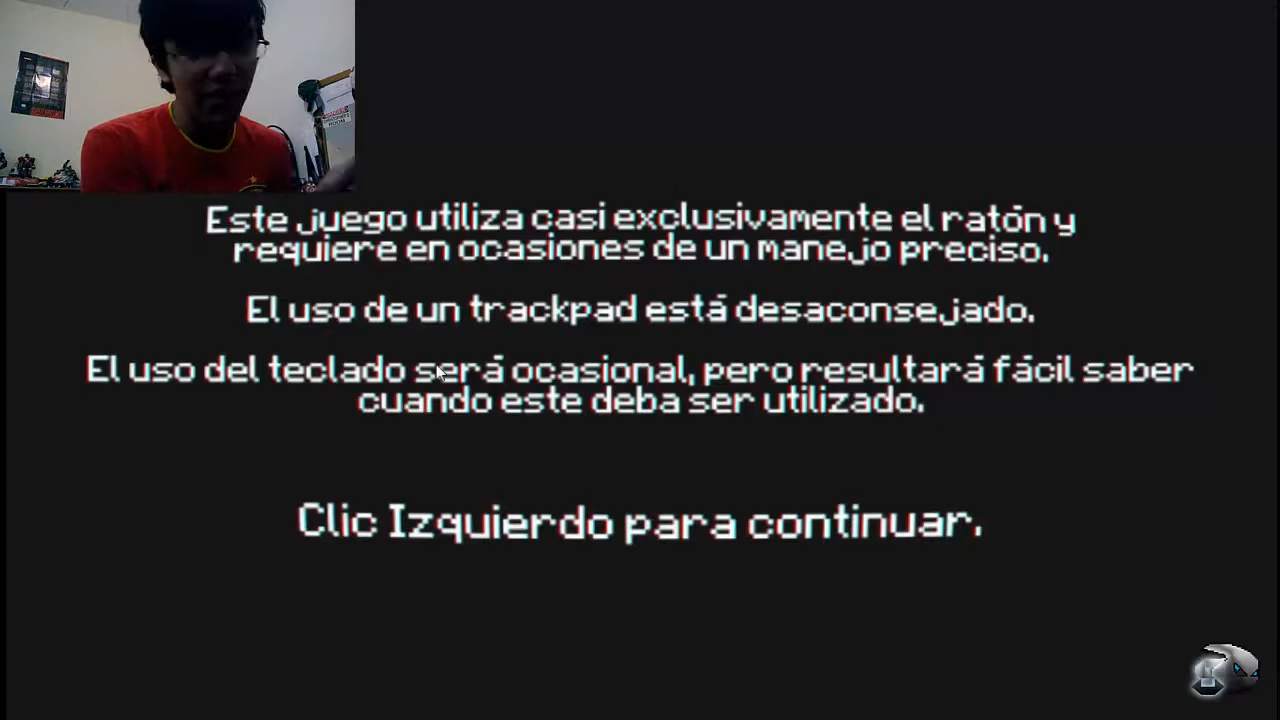 Este juego utiliza casi exclusivamente el ratón y
requiere en ocasiones de un manejo preciso.
El uso de un trackpad está desaconsejado.
El uso del teclado será ocasional, pero resultará fácil saber
cuando este deba ser utilizado.
Clic Izquierdo para continuar.